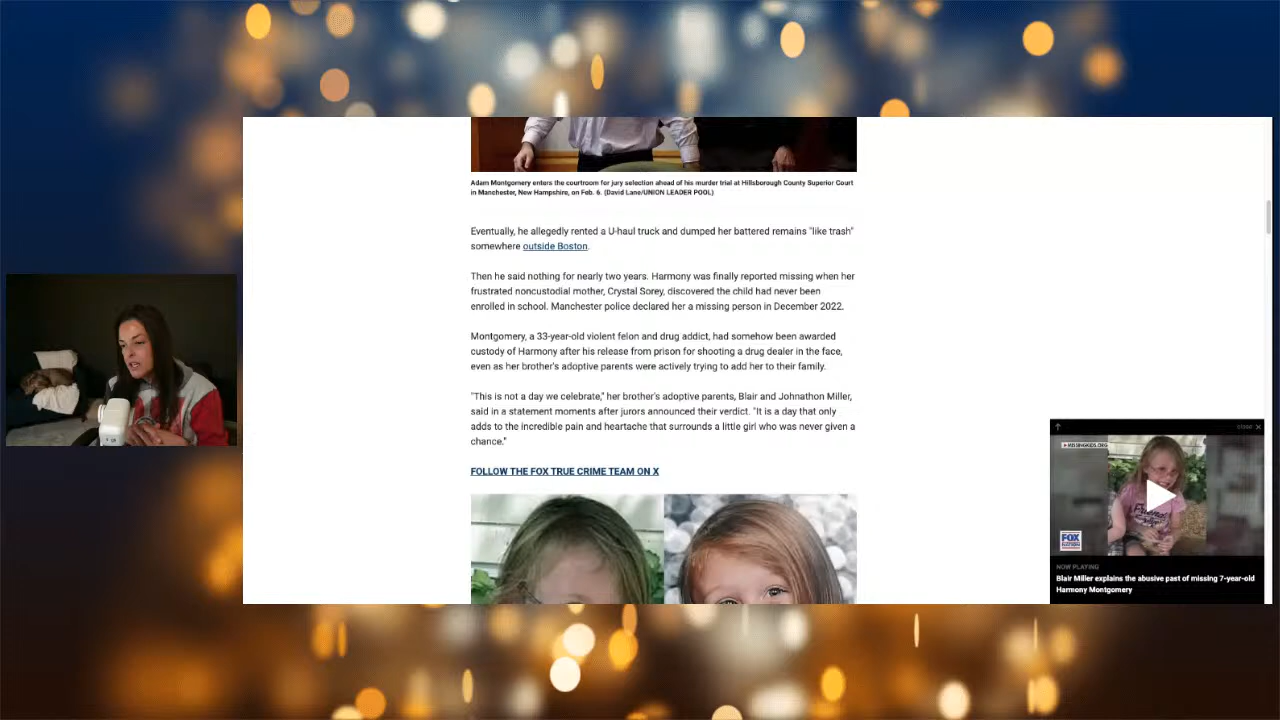 Adam Montgomery enters the courtroom for jury selection ahead of his murder trial at Hillsborough County Superior Court
in Manchester, New Hampshire, on Feb. 6. (David Lane/UNION LEADER POOL)
Eventually, he allegedly rented a U-haul truck and dumped her battered remains "like trash"
somewhere outside Boston.
Then he said nothing for nearly two years. Harmony was finally reported missing when her
frustrated noncustodial mother, Crystal Sorey, discovered the child had never been
enrolled in school. Manchester police declared her a missing person in December 2022.
Montgomery, a 33-year-old violent felon and drug addict, had somehow been awarded
custody of Harmony after his release from prison for shooting a drug dealer in the face,
even as her brother's adoptive parents were actively trying to add her to their family.
"This is not a day we celebrate," her brother's adoptive parents, Blair and Johnathon Miller,
said in a statement moments after jurors announced their verdict. "It is a day that only
adds to the incredible pain and heartache that surrounds a little girl who was never given a
chance."
FOLLOW THE FOX TRUE CRIME TEAM ON X
MISSINGKIDS.ORG
FOX
NOW PLAYING
Blair Miller explains the abusive past of missing 7-year-old
Harmony Montgomery